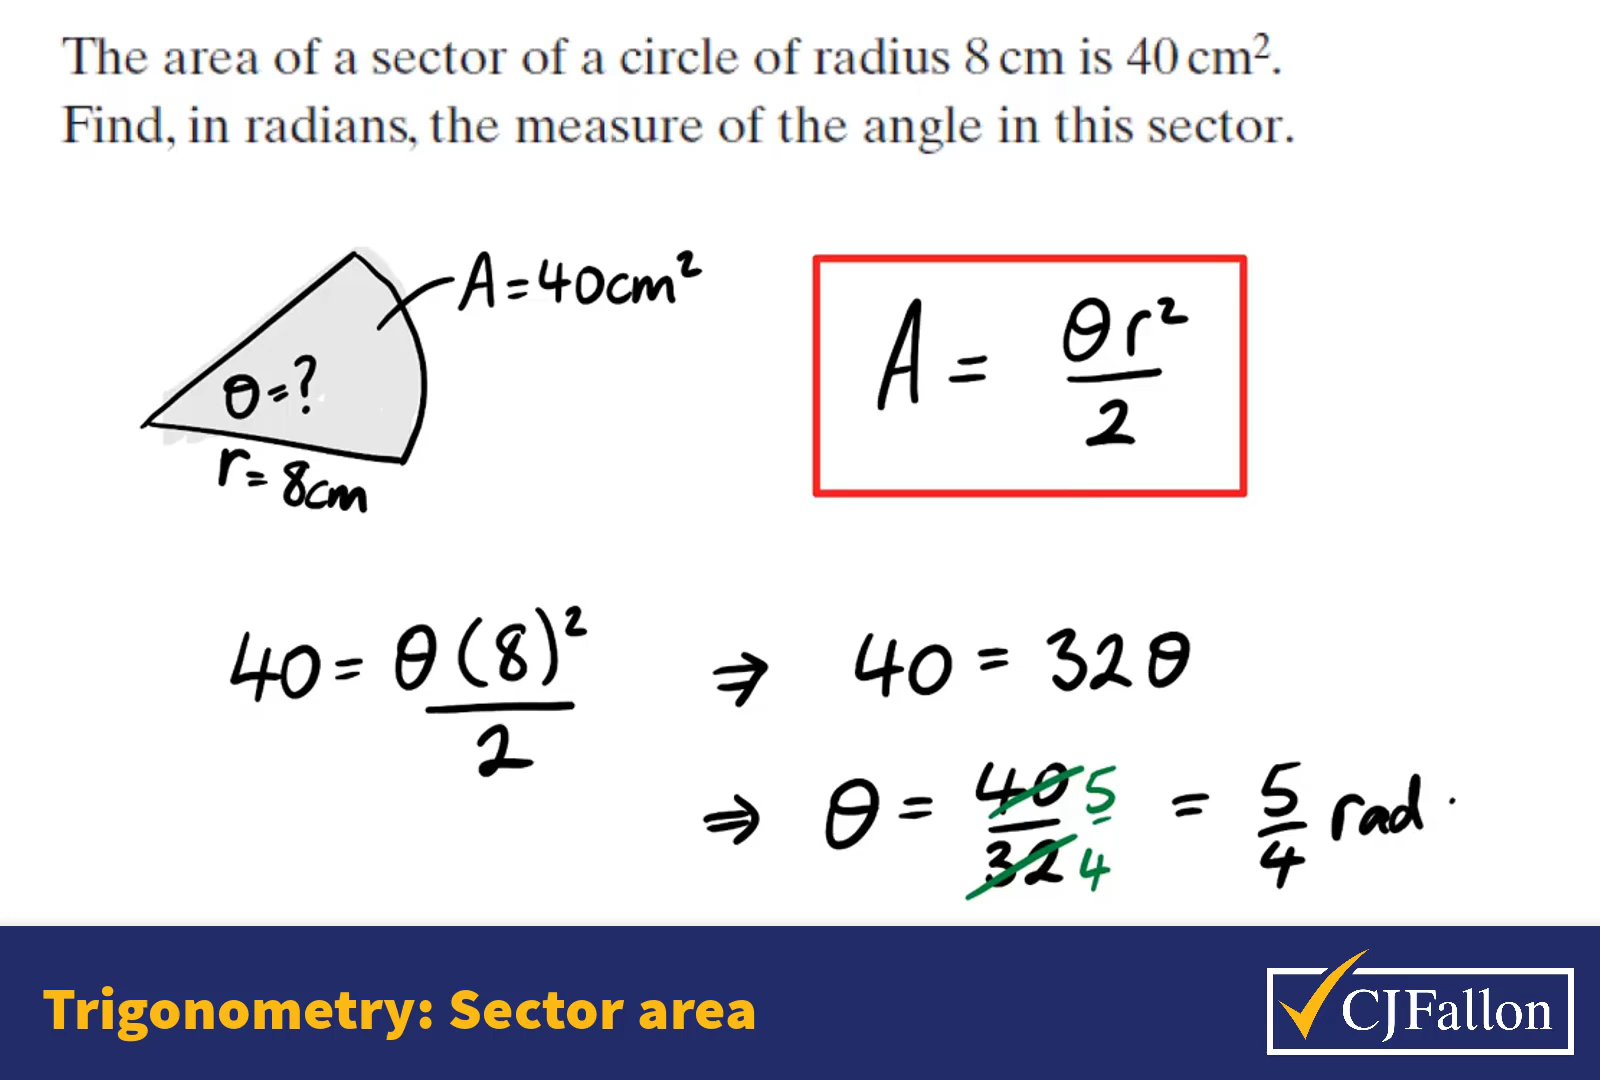 The area of a sector of a circle of radius 8 cm is 40 cm².
Find, in radians, the measure of the angle in this sector.
A = 40cm²
θ = ?
r = 8cm
A = θr²/2
40 = θ(8)²/2 ⇒ 40 = 32θ
⇒ θ = 40/32 5/4 = 5/4 rad.
Trigonometry: Sector area
CJFallon